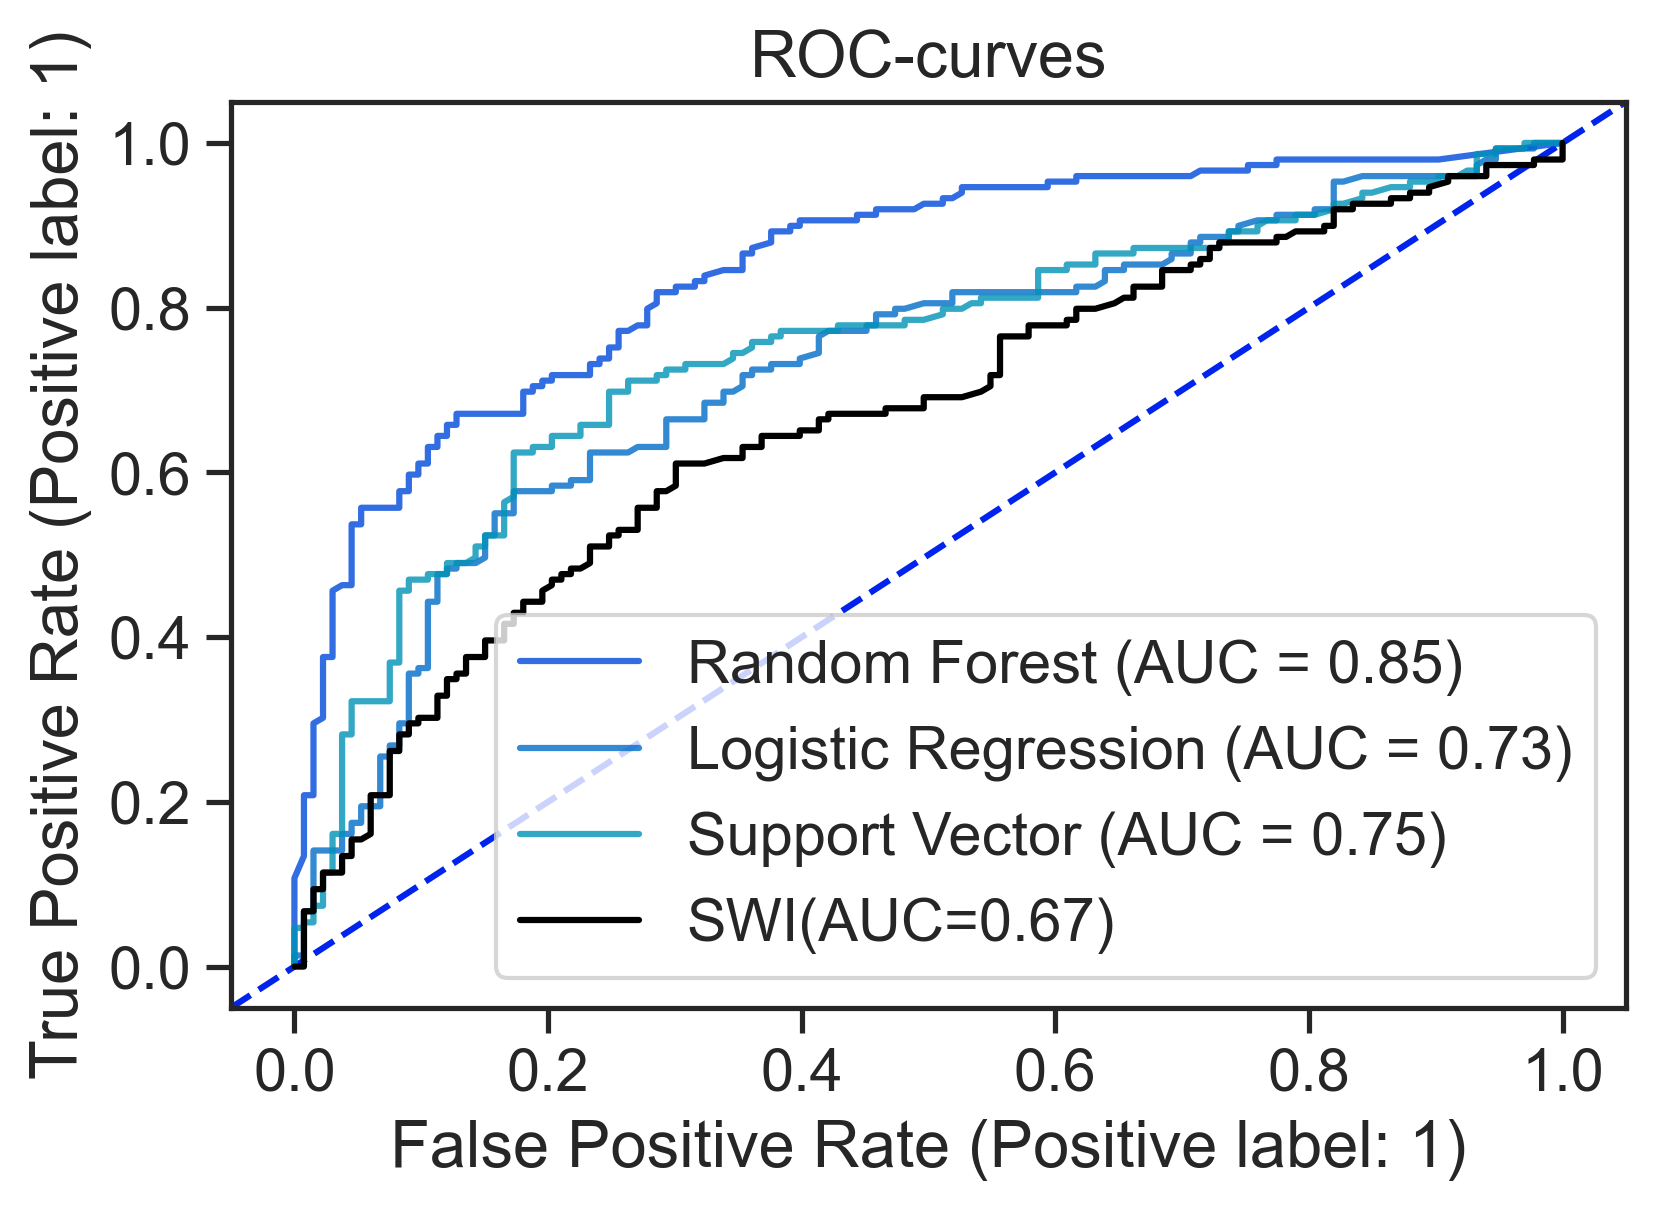 ROC-curves
True Positive Rate (Positive label: 1)
1.0
0.8
0.6
0.4
0.2
0.0
Random Forest (AUC = 0.85)
Logistic Regression (AUC = 0.73)
Support Vector (AUC = 0.75)
SWI(AUC=0.67)
0.0 0.2 0.4 0.6 0.8 1.0
False Positive Rate (Positive label: 1)